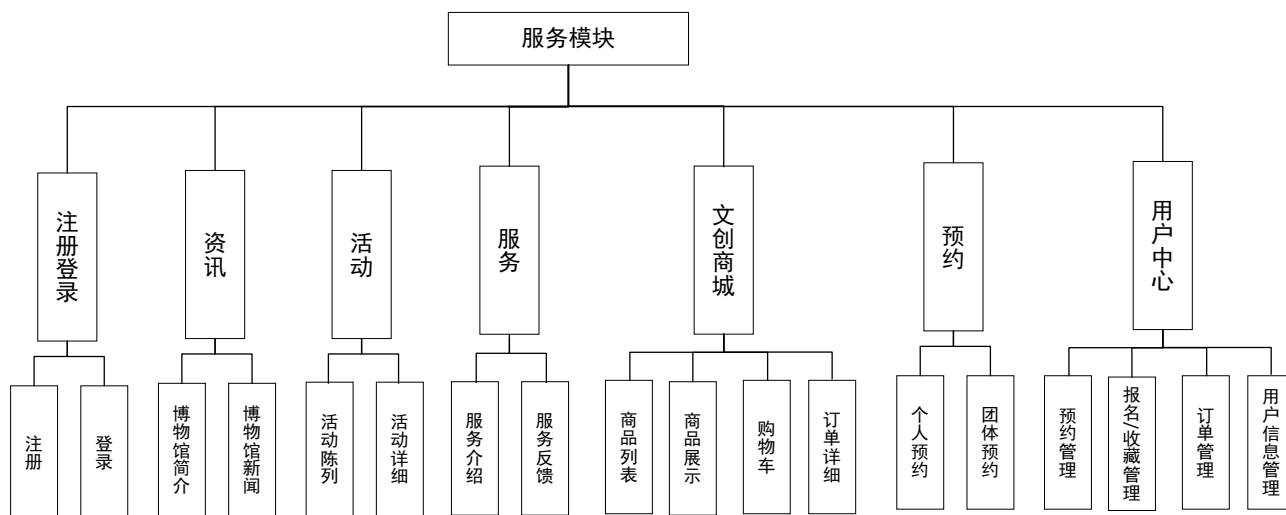 服务模块
注册登录
资讯
活动
服务
文创商城
预约
用户中心
注册
登录
博物馆简介
博物馆新闻
活动陈列
活动详细
服务介绍
服务反馈
商品列表
商品展示
购物车
订单详细
个人预约
团体预约
预约管理
报名/收藏管理
订单管理
用户信息管理